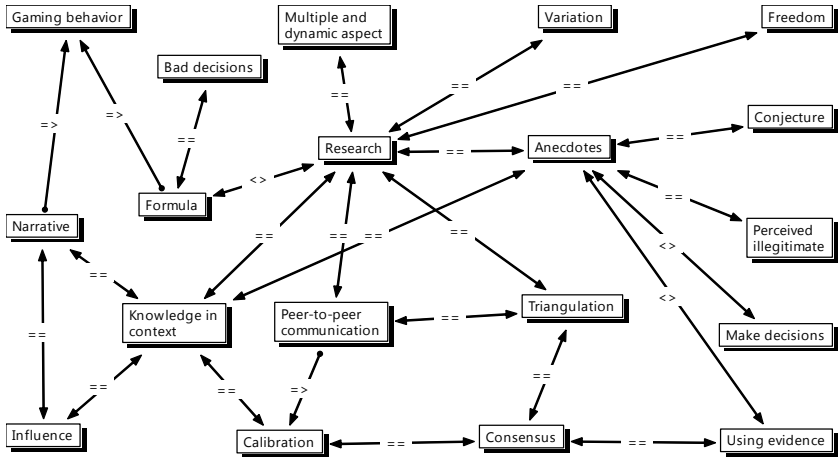 Gaming behavior
Multiple and
dynamic aspect
Variation
Freedom
Bad decisions
==
==
==
=>
=>
Conjecture
==
Research
==
Anecdotes
==
<>
Formula
==
Narrative
Perceived
illegitimate
==
==
==
==
<>
==
<>
Knowledge in
context
Peer-to-peer
communication
==
Triangulation
Make decisions
==
==
==
=>
==
Influence
Calibration
==
Consensus
==
Using evidence